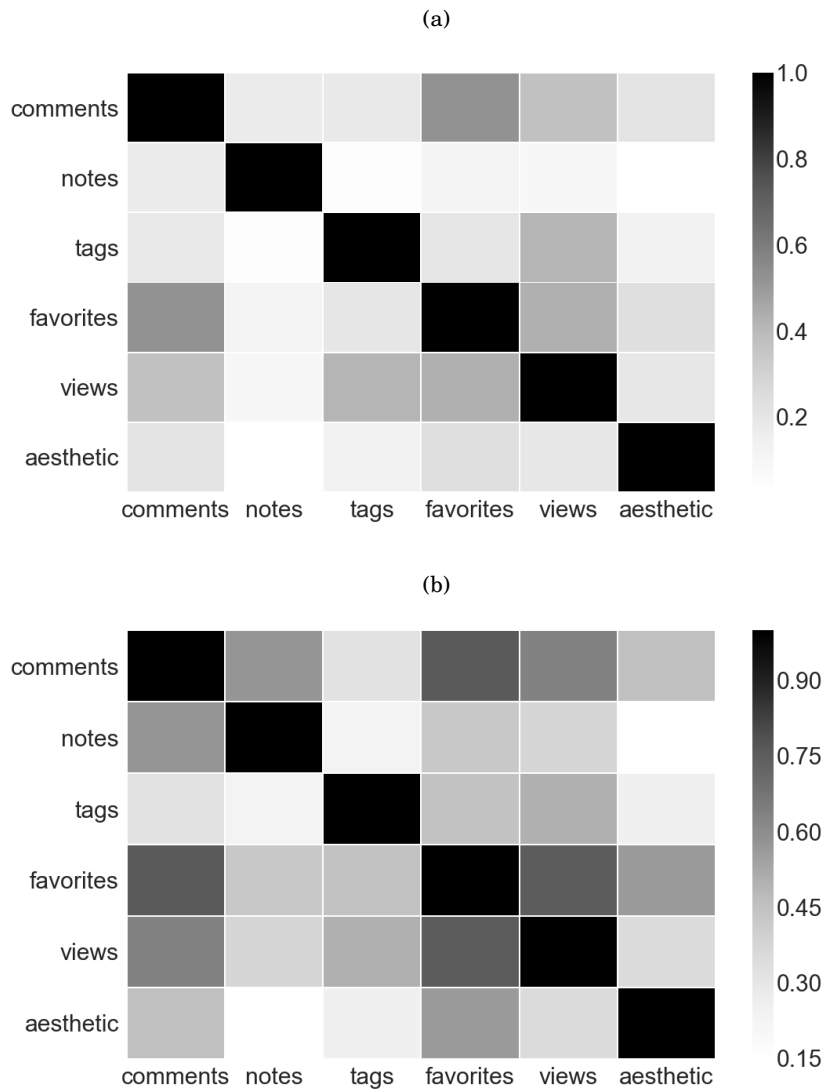 (a)
comments
notes
tags
favorites
views
aesthetic
comments notes tags favorites views aesthetic
1.0
0.8
0.6
0.4
0.2
(b)
comments
notes
tags
favorites
views
aesthetic
comments notes tags favorites views aesthetic
0.90
0.75
0.60
0.45
0.30
0.15